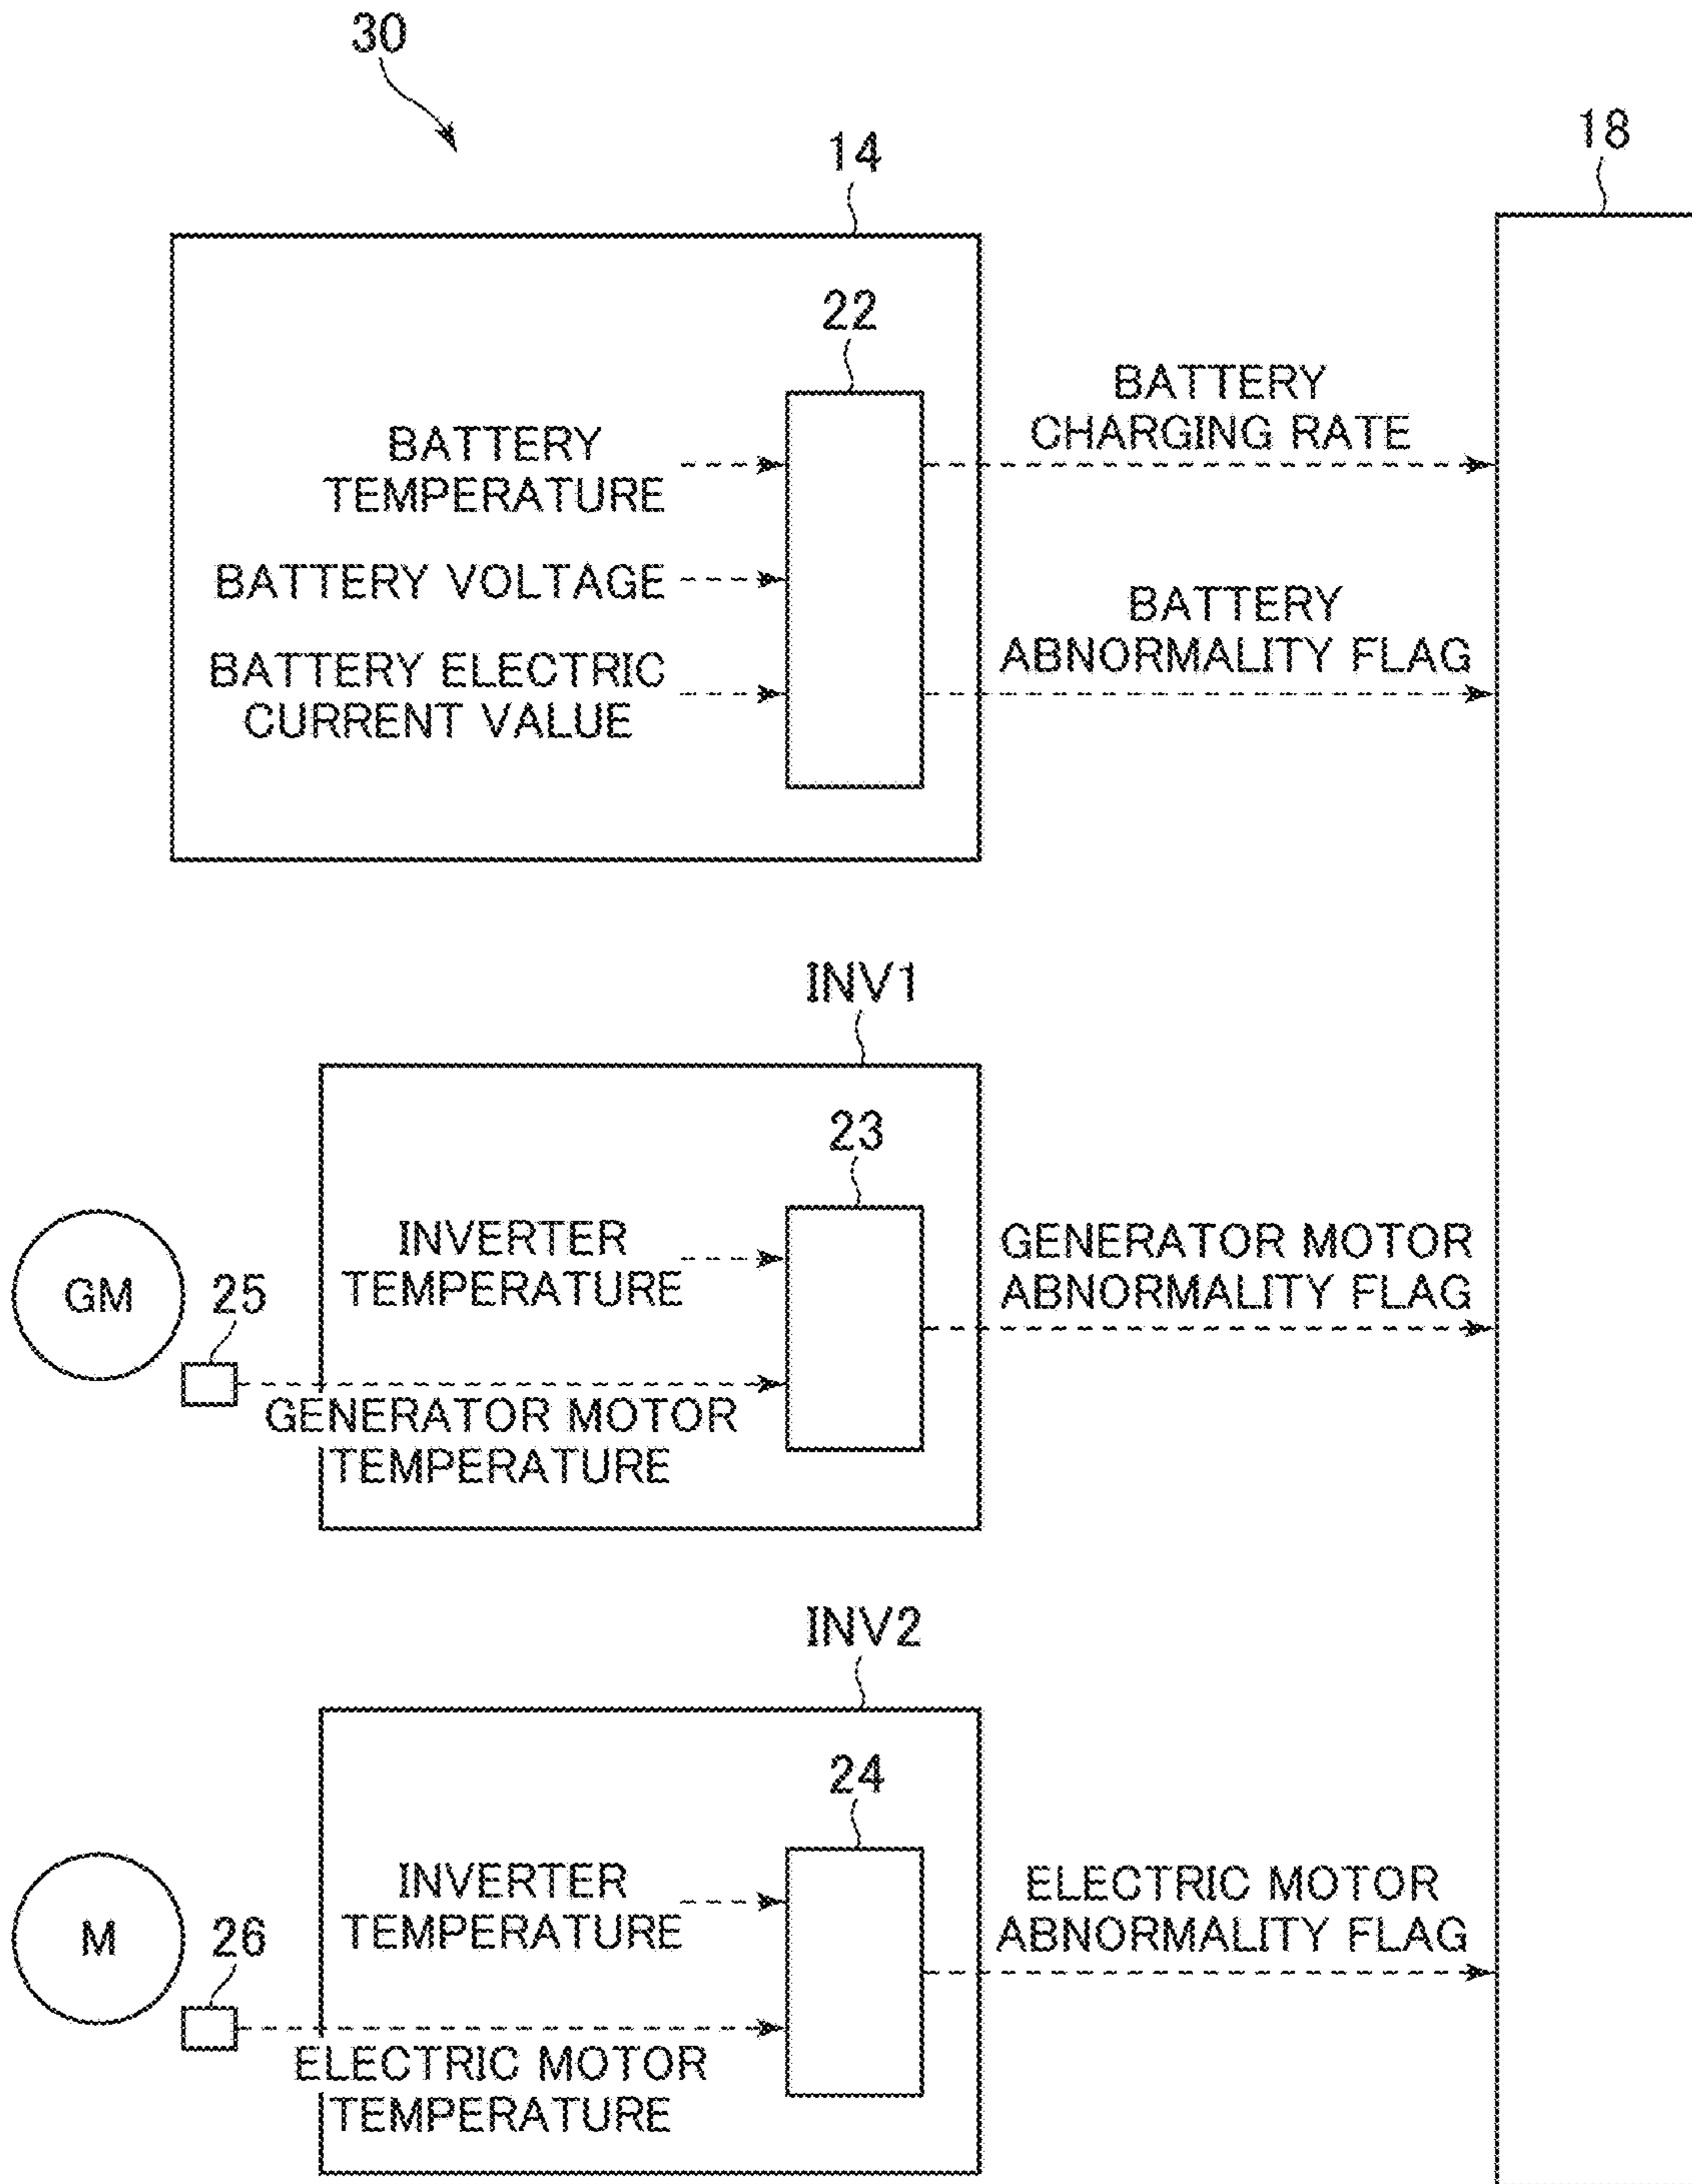 30
14
18
22
BATTERY
TEMPERATURE
BATTERY VOLTAGE
BATTERY ELECTRIC
CURRENT VALUE
BATTERY
CHARGING RATE
BATTERY
ABNORMALITY FLAG
INV1
23
GM
25
INVERTER
TEMPERATURE
GENERATOR MOTOR
TEMPERATURE
GENERATOR MOTOR
ABNORMALITY FLAG
INV2
24
M
26
INVERTER
TEMPERATURE
ELECTRIC MOTOR
TEMPERATURE
ELECTRIC MOTOR
ABNORMALITY FLAG